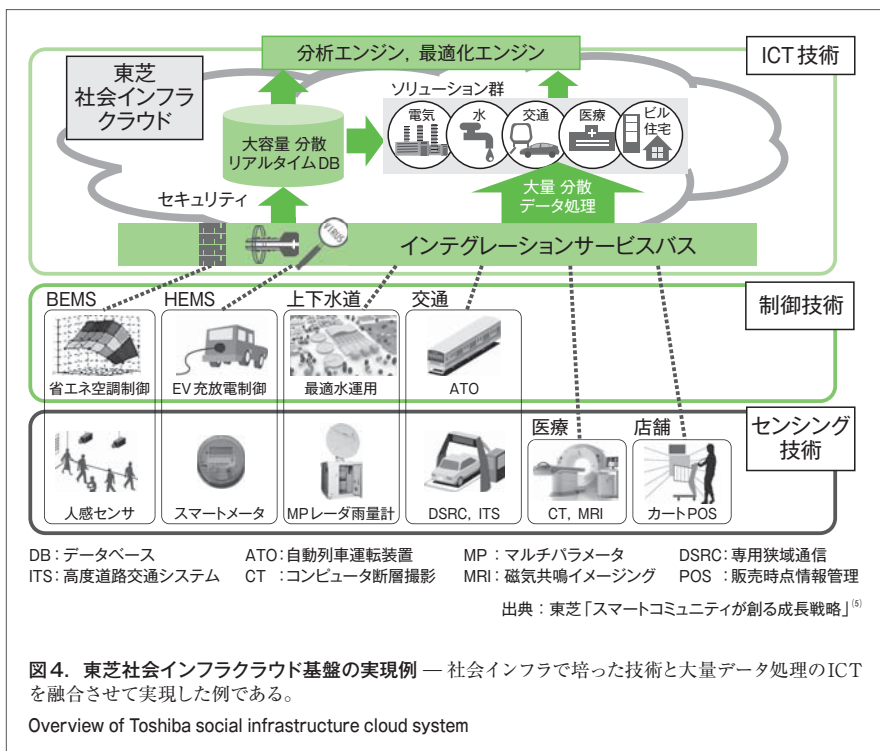 分析エンジン，最適化エンジン
ICT技術
東芝
社会インフラ
クラウド
ソリューション群
電気
水
交通
医療
ビル
住宅
大容量 分散
リアルタイムDB
大量 分散
データ処理
セキュリティ
VIRUS
インテグレーションサービスバス
BEMS
HEMS
上下水道
交通
制御技術
省エネ空調制御
EV充放電制御
最適水運用
ATO
センシング
技術
医療
店舗
人感センサ
スマートメータ
MPレーダ雨量計
DSRC, ITS
CT, MRI
カートPOS
DB：データベース
ATO：自動列車運転装置
MP：マルチパラメータ
DSRC：専用狭域通信
ITS：高度道路交通システム
CT：コンピュータ断層撮影
MRI：磁気共鳴イメージング
POS：販売時点情報管理
出典：東芝「スマートコミュニティが創る成長戦略」(5)
図4．東芝社会インフラクラウド基盤の実現例 — 社会インフラで培った技術と大量データ処理のICT
を融合させて実現した例である。
Overview of Toshiba social infrastructure cloud system